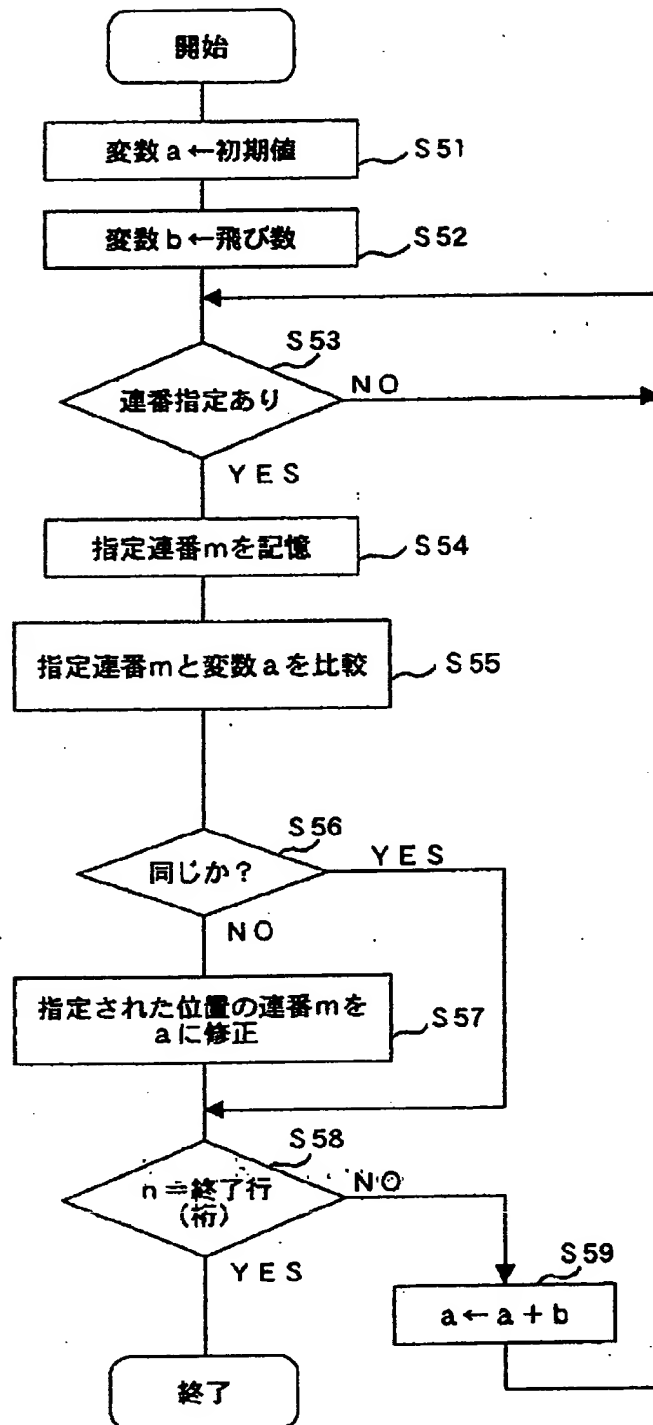 開始
変数a←初期値
S51
変数b←飛び数
S52
S53
連番指定あり
NO
YES
指定連番mを記憶
S54
指定連番mと変数aを比較
S55
S56
同じか?
YES
NO
指定された位置の連番mを
aに修正
S57
S58
n=終了行
(桁)
NO
YES
S59
a←a+b
終了